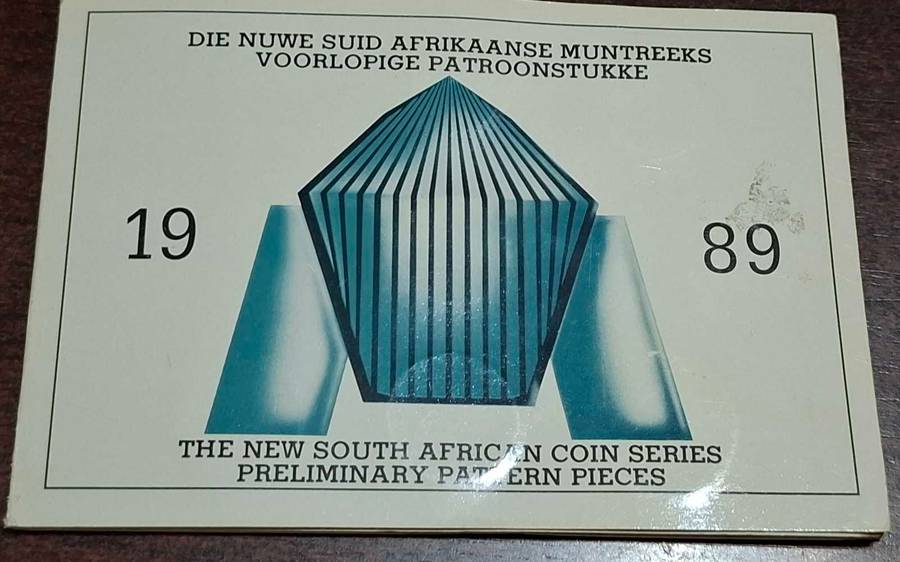 DIE NUWE SUID AFRIKAANSE MUNTREEKS
VOORLOPIGE PATROONSTUKKE
19 89
THE NEW SOUTH AFRICAN COIN SERIES
PRELIMINARY PATTERN PIECES